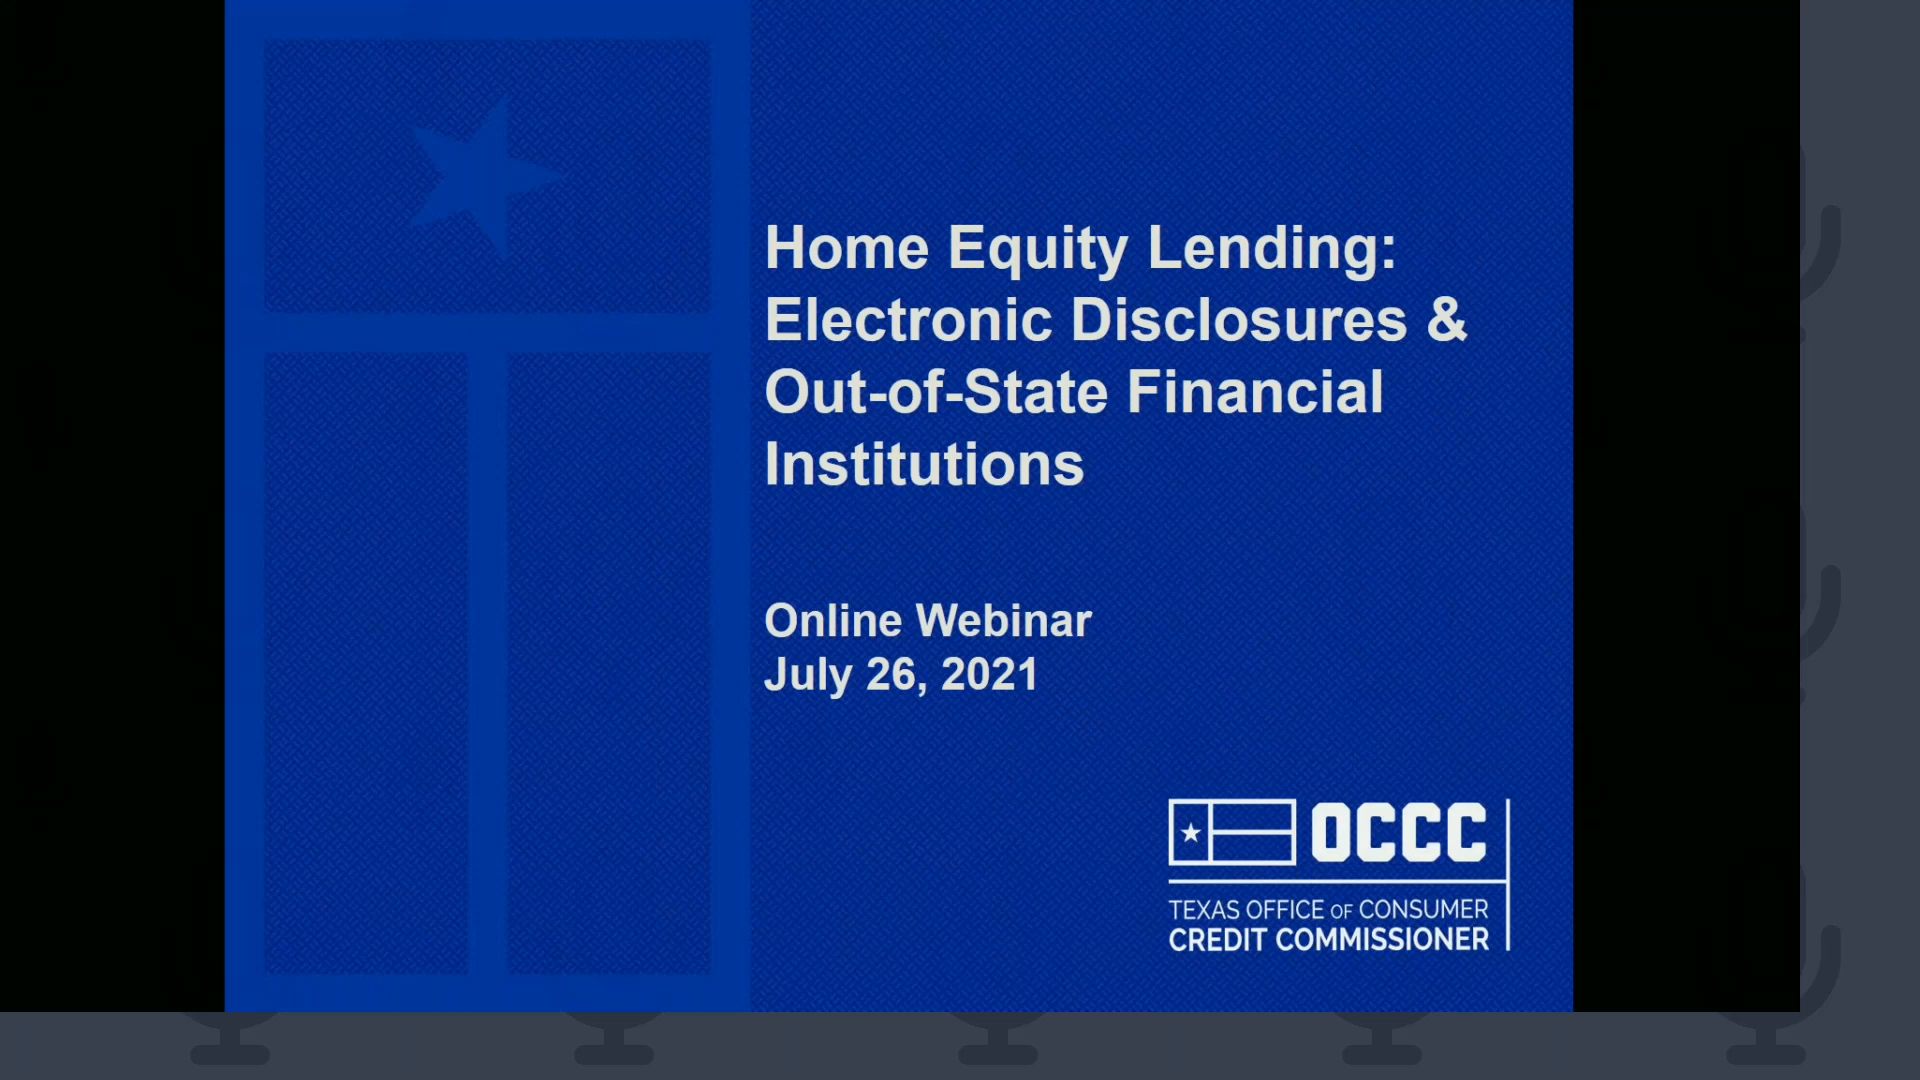 Home Equity Lending:
Electronic Disclosures &
Out-of-State Financial
Institutions
Online Webinar
July 26, 2021
OCCC
TEXAS OFFICE OF CONSUMER
CREDIT COMMISSIONER